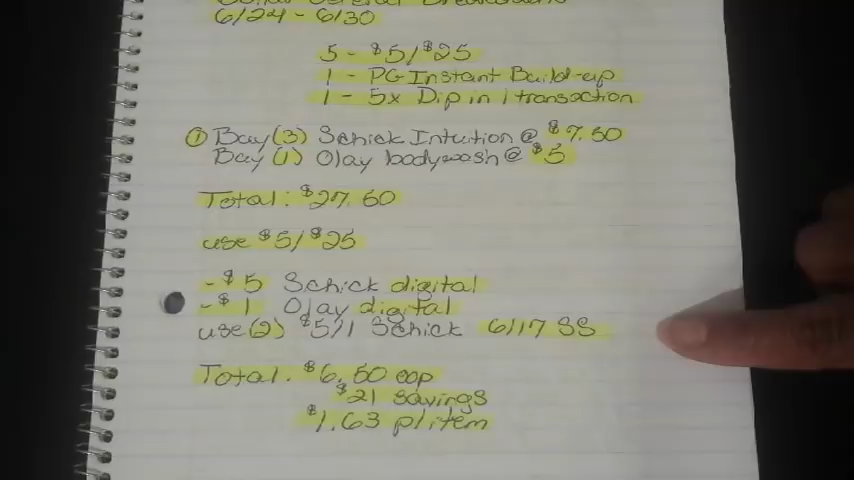 Dollar General Breakdowns
6/24 - 6/30
5 - $5/$25
1 - PG Instant Build-up
1 - 5x Dip in 1 transaction
① Buy (3) Schick Intuition @ $7.50
Buy (1) Olay bodywash @ $5
Total: $27.50
use $5/$25
- $5 Schick digital
- $1 Olay digital
use (2) $5/1 Schick 6/17 SS
Total: $6.50 oop
$21 savings
$1.63 p/item